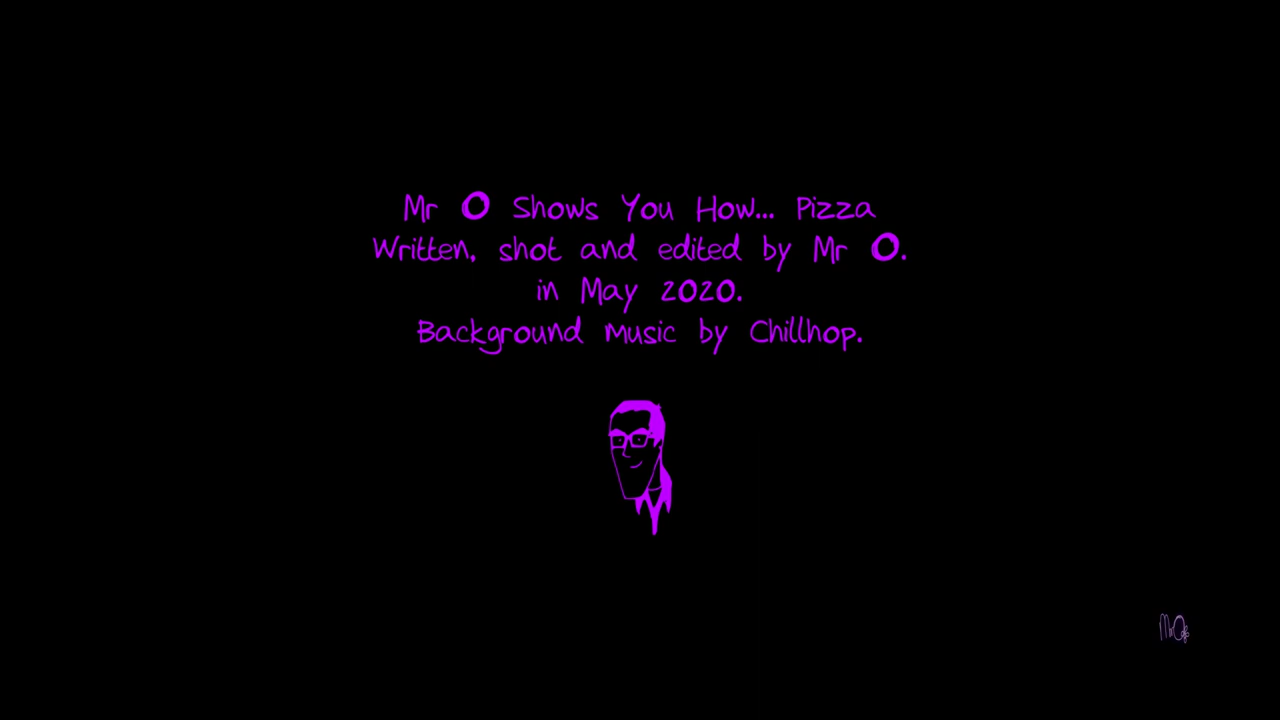 Mr O Shows You How... Pizza
Written, shot and edited by Mr O.
in May 2020.
Background Music by Chillhop.